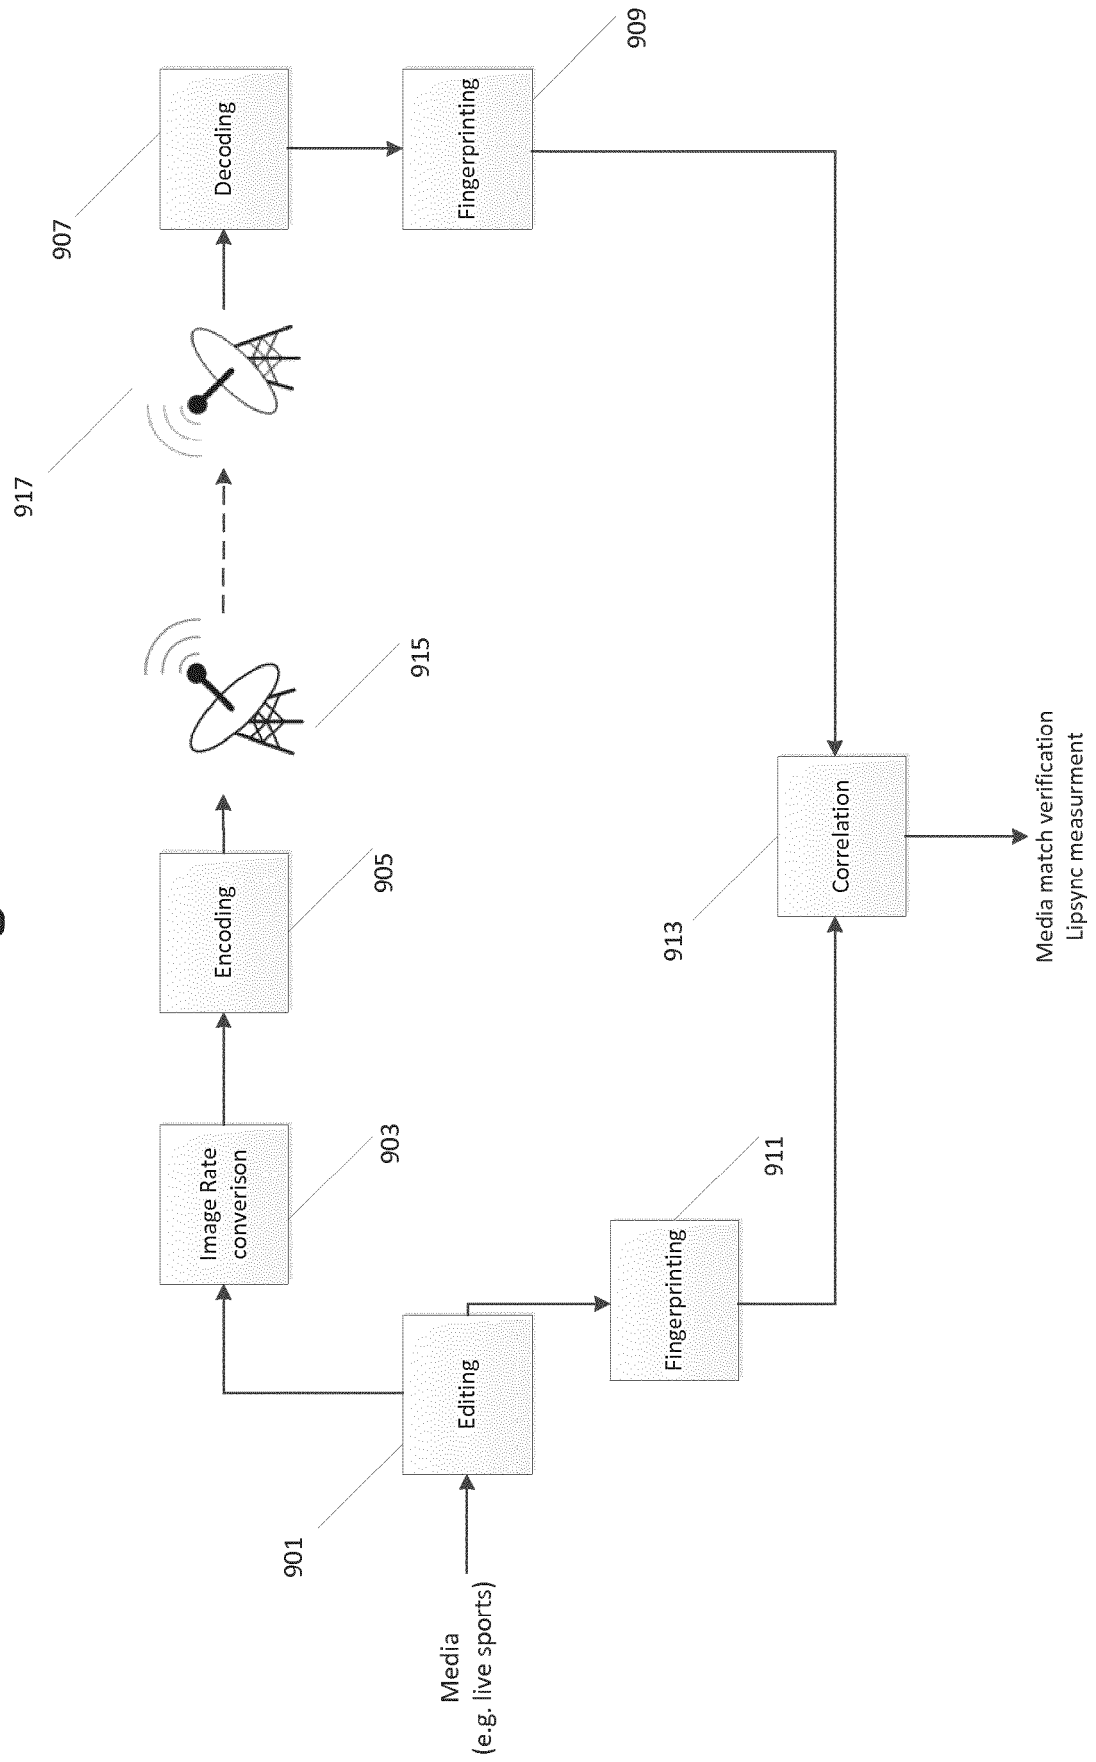 Media
(e.g. live sports)
901
Editing
Image Rate
converison
903
Encoding
905
915
917
907
Decoding
Fingerprinting
909
Fingerprinting
911
913
Correlation
Media match verification
Lipsync measurment